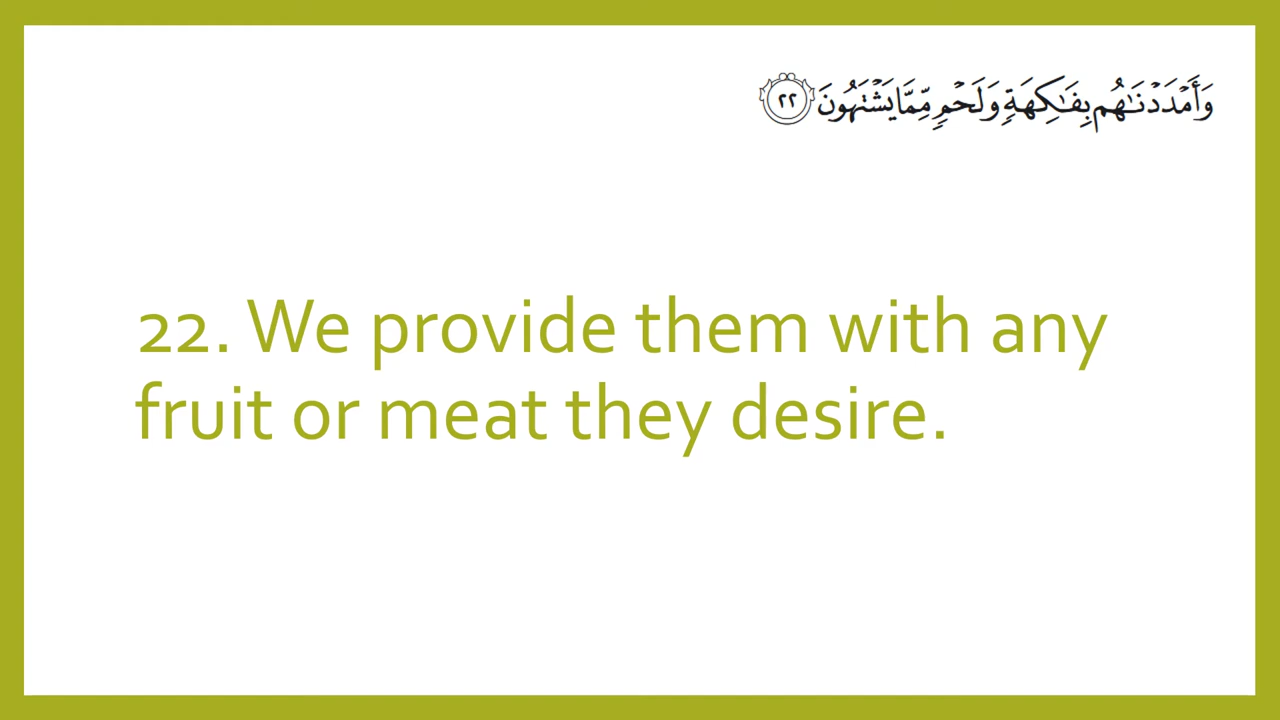 وَأَمْدَدْنَـٰهُم بِفَـٰكِهَةٍ وَلَحْمٍ مِّمَّا يَشْتَهُونَ ٢٢
22. We provide them with any
fruit or meat they desire.